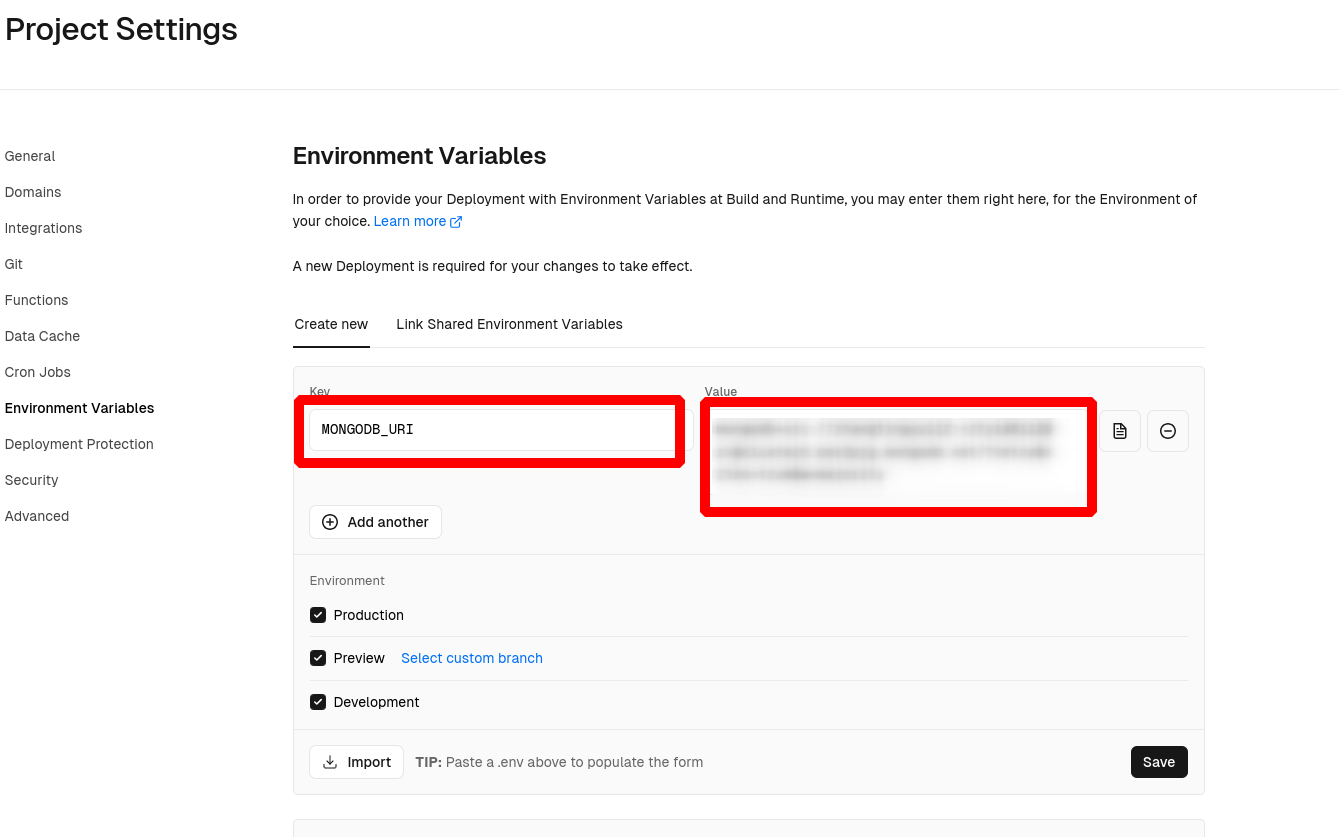 Project Settings
General
Domains
Integrations
Git
Functions
Data Cache
Cron Jobs
Environment Variables
Deployment Protection
Security
Advanced
Environment Variables
In order to provide your Deployment with Environment Variables at Build and Runtime, you may enter them right here, for the Environment of
your choice. Learn more
A new Deployment is required for your changes to take effect.
Create new Link Shared Environment Variables
Key Value
MONGODB_URI
Add another
Environment
Production
Preview Select custom branch
Development
Import TIP: Paste a .env above to populate the form Save